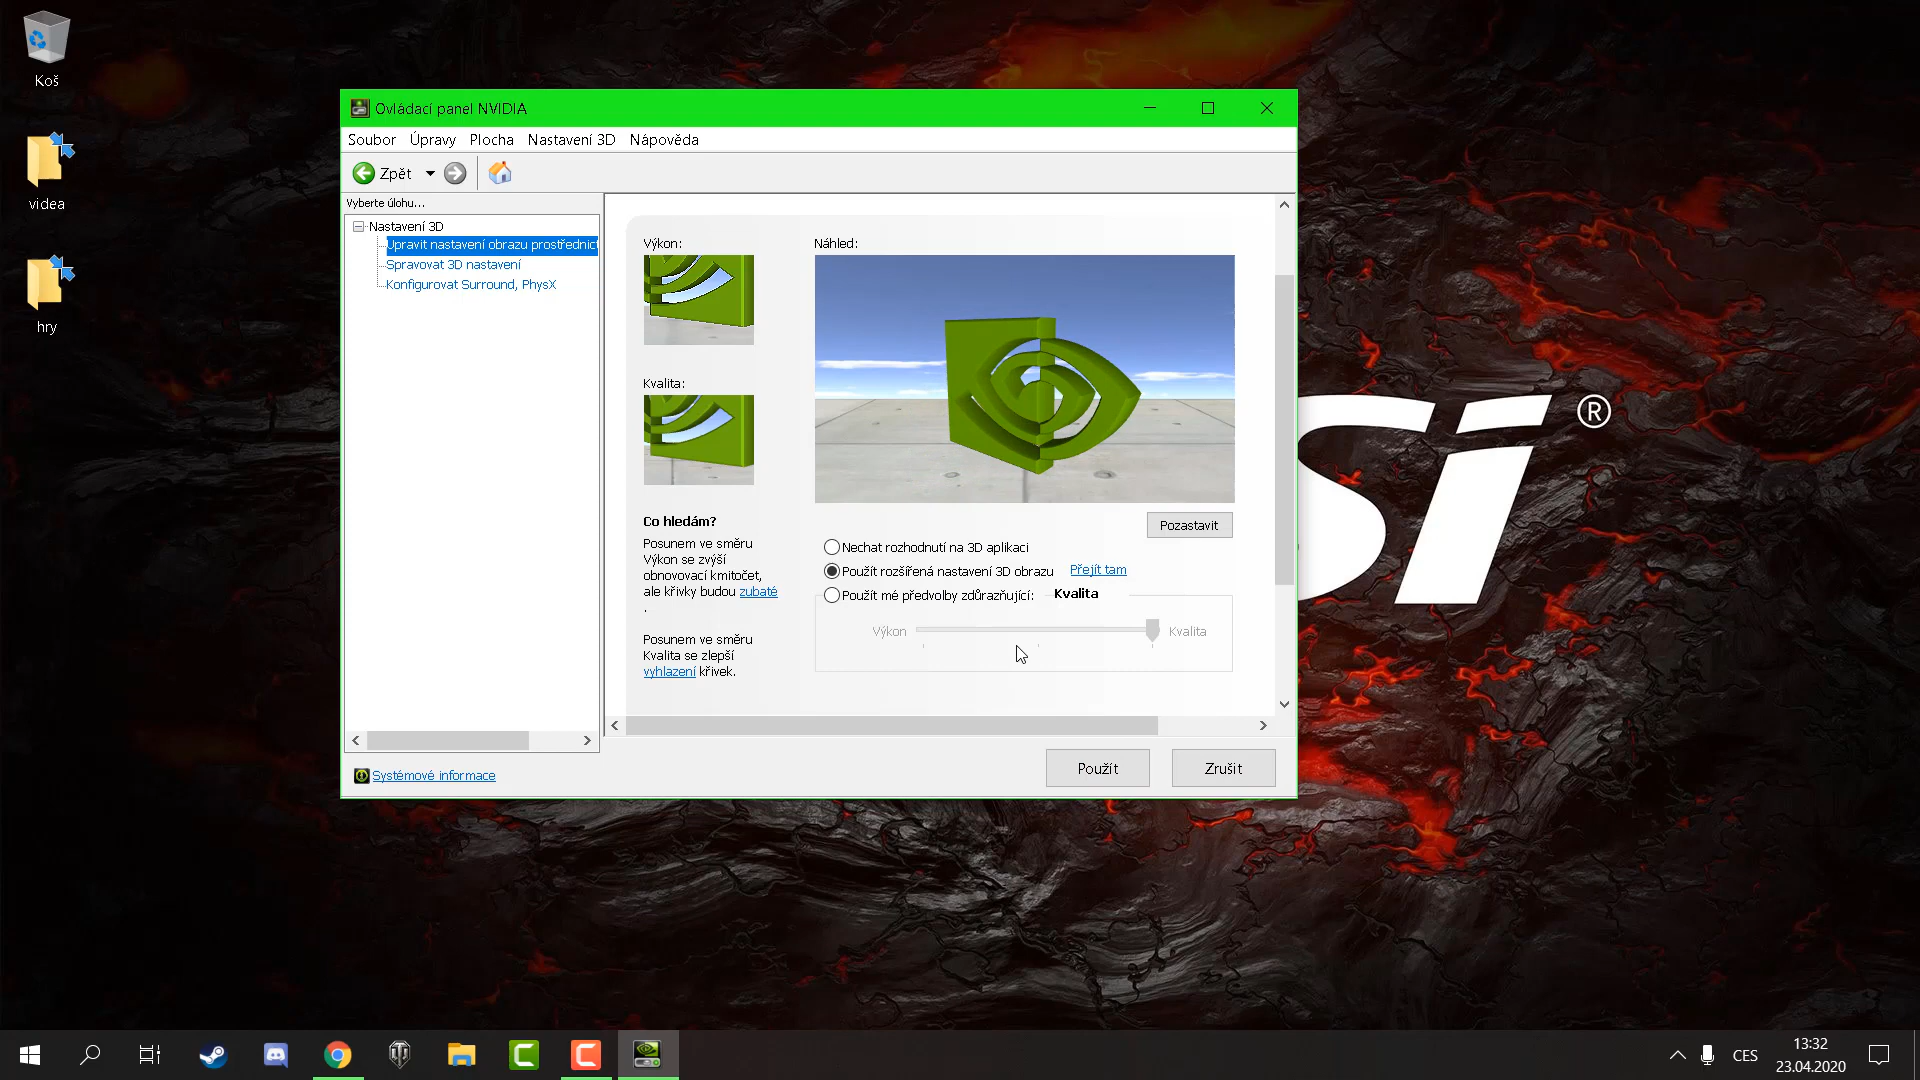 Koš
videa
hry
Ovládací panel NVIDIA
Soubor Úpravy Plocha Nastavení 3D Nápověda
Zpět
Vyberte úlohu...
Nastavení 3D
Upravit nastavení obrazu prostřednict
Spravovat 3D nastavení
Konfigurovat Surround, PhysX
Systémové informace
Výkon:
Kvalita:
Co hledám?
Posunem ve směru
Výkon se zvýší
obnovovací kmitočet,
ale křivky budou zubaté
.
Posunem ve směru
Kvalita se zlepší
vyhlazení křivek.
Náhled:
Pozastavit
Nechat rozhodnutí na 3D aplikaci
Použít rozšířená nastavení 3D obrazu Přejít tam
Použít mé předvolby zdůrazňující: Kvalita
Výkon Kvalita
Použít Zrušit
si ®
CES
13:32
23.04.2020